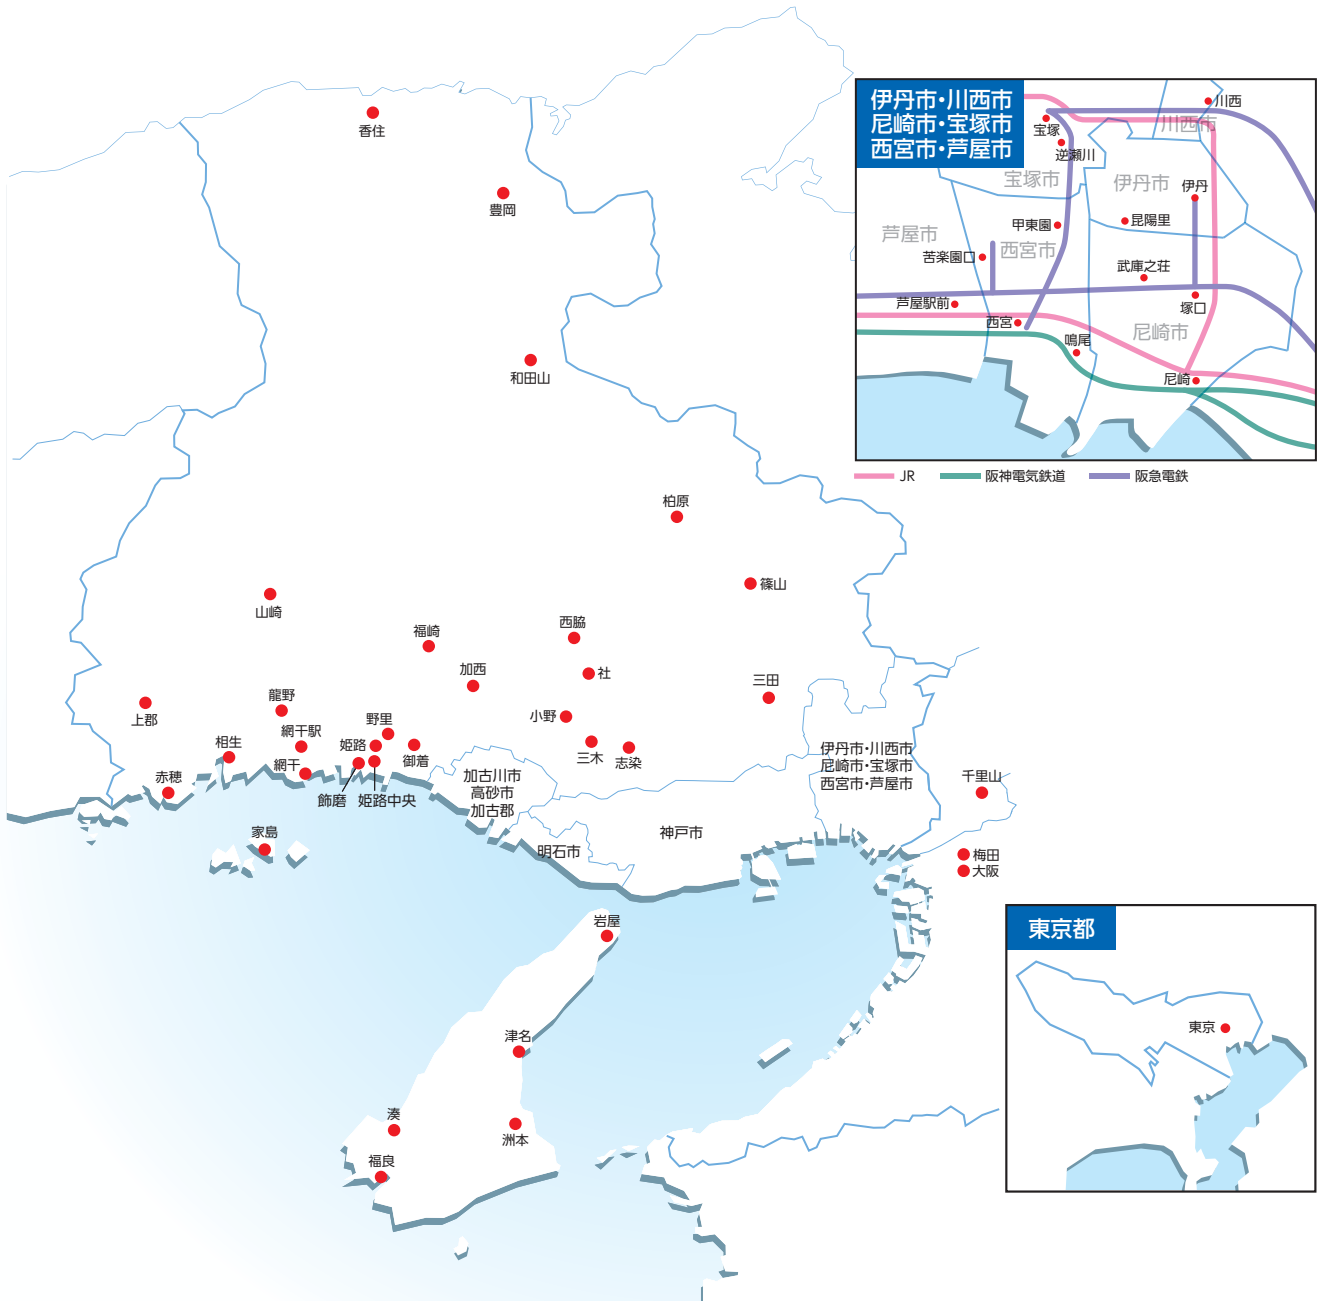 香住
豊岡
和田山
柏原
篠山
山崎
福崎
西脇
加西
社
三田
上郡
龍野
小野
網干駅
野里
姫路
御着
三木
志染
相生
網干
赤穂
飾磨
姫路中央
家島
加古川市
高砂市
加古郡
明石市
神戸市
伊丹市・川西市
尼崎市・宝塚市
西宮市・芦屋市
千里山
梅田
大阪
岩屋
津名
湊
洲本
福良
伊丹市・川西市
尼崎市・宝塚市
西宮市・芦屋市
川西
川西市
宝塚
逆瀬川
宝塚市
伊丹市
伊丹
甲東園
昆陽里
芦屋市
西宮市
苦楽園口
武庫之荘
芦屋駅前
塚口
西宮
尼崎市
鳴尾
尼崎
JR
阪神電気鉄道
阪急電鉄
東京都
東京